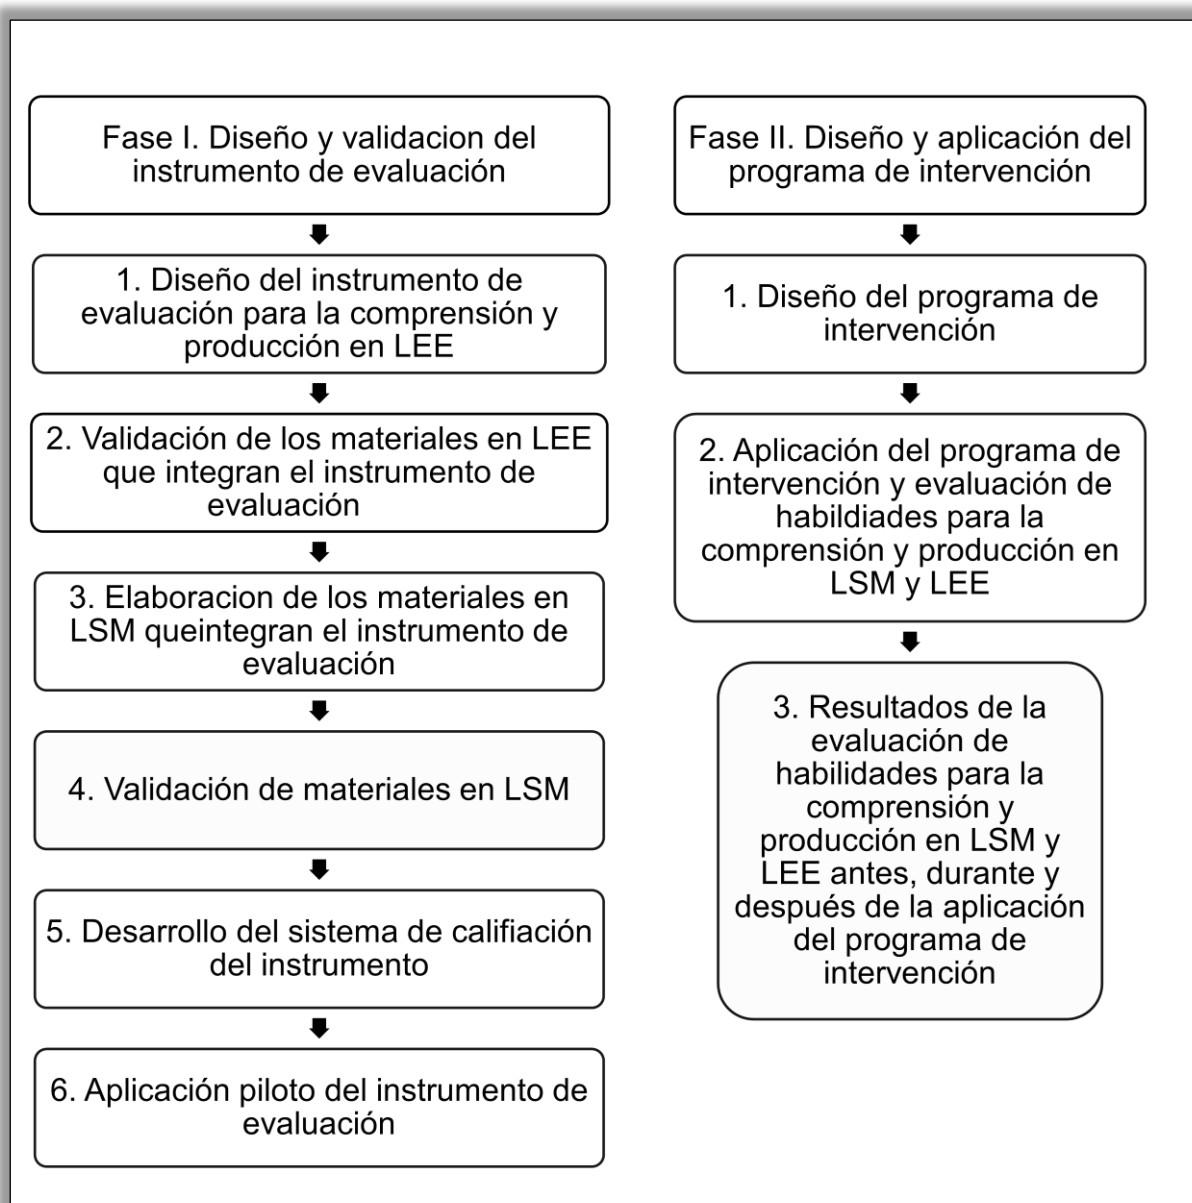 Fase I. Diseño y validacion del
instrumento de evaluación
1. Diseño del instrumento de
evaluación para la comprensión y
producción en LEE
2. Validación de los materiales en LEE
que integran el instrumento de
evaluación
3. Elaboracion de los materiales en
LSM queintegran el instrumento de
evaluación
4. Validación de materiales en LSM
5. Desarrollo del sistema de califiación
del instrumento
6. Aplicación piloto del instrumento de
evaluación
Fase II. Diseño y aplicación del
programa de intervención
1. Diseño del programa de
intervención
2. Aplicación del programa de
intervención y evaluación de
habildiades para la
comprensión y producción en
LSM y LEE
3. Resultados de la
evaluación de
habilidades para la
comprensión y
producción en LSM y
LEE antes, durante y
después de la aplicación
del programa de
intervención